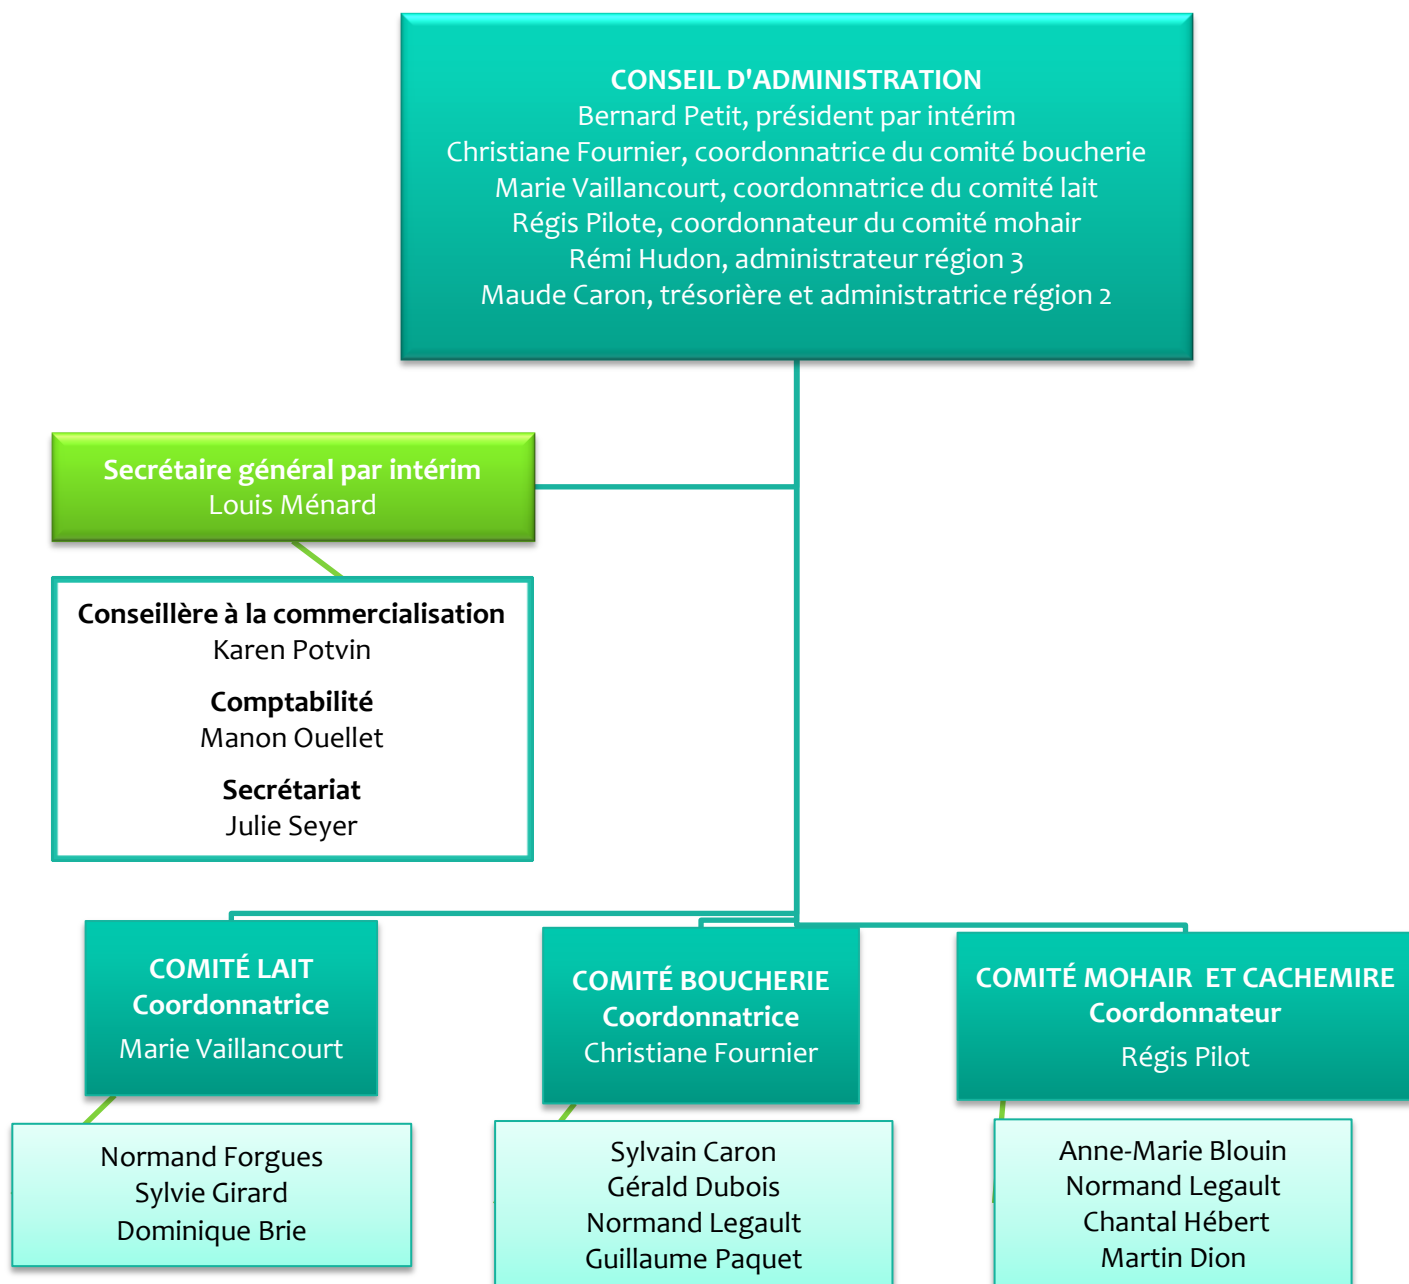 CONSEIL D'ADMINISTRATION
Bernard Petit, président par intérim
Christiane Fournier, coordonnatrice du comité boucherie
Marie Vaillancourt, coordonnatrice du comité lait
Régis Pilote, coordonnateur du comité mohair
Rémi Hudon, administrateur région 3
Maude Caron, trésorière et administratrice région 2
Secrétaire général par intérim
Louis Ménard
Conseillère à la commercialisation
Karen Potvin
Comptabilité
Manon Ouellet
Secrétariat
Julie Seyer
COMITÉ LAIT
Coordonnatrice
Marie Vaillancourt
Normand Forgues
Sylvie Girard
Dominique Brie
COMITÉ BOUCHERIE
Coordonnatrice
Christiane Fournier
Sylvain Caron
Gérald Dubois
Normand Legault
Guillaume Paquet
COMITÉ MOHAIR ET CACHEMIRE
Coordonnateur
Régis Pilot
Anne-Marie Blouin
Normand Legault
Chantal Hébert
Martin Dion